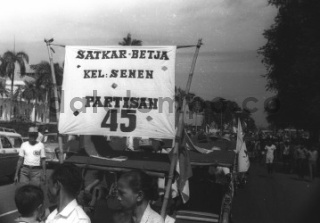 SATKAR-BETJA
KEL: SENEN
PARTISAN
45